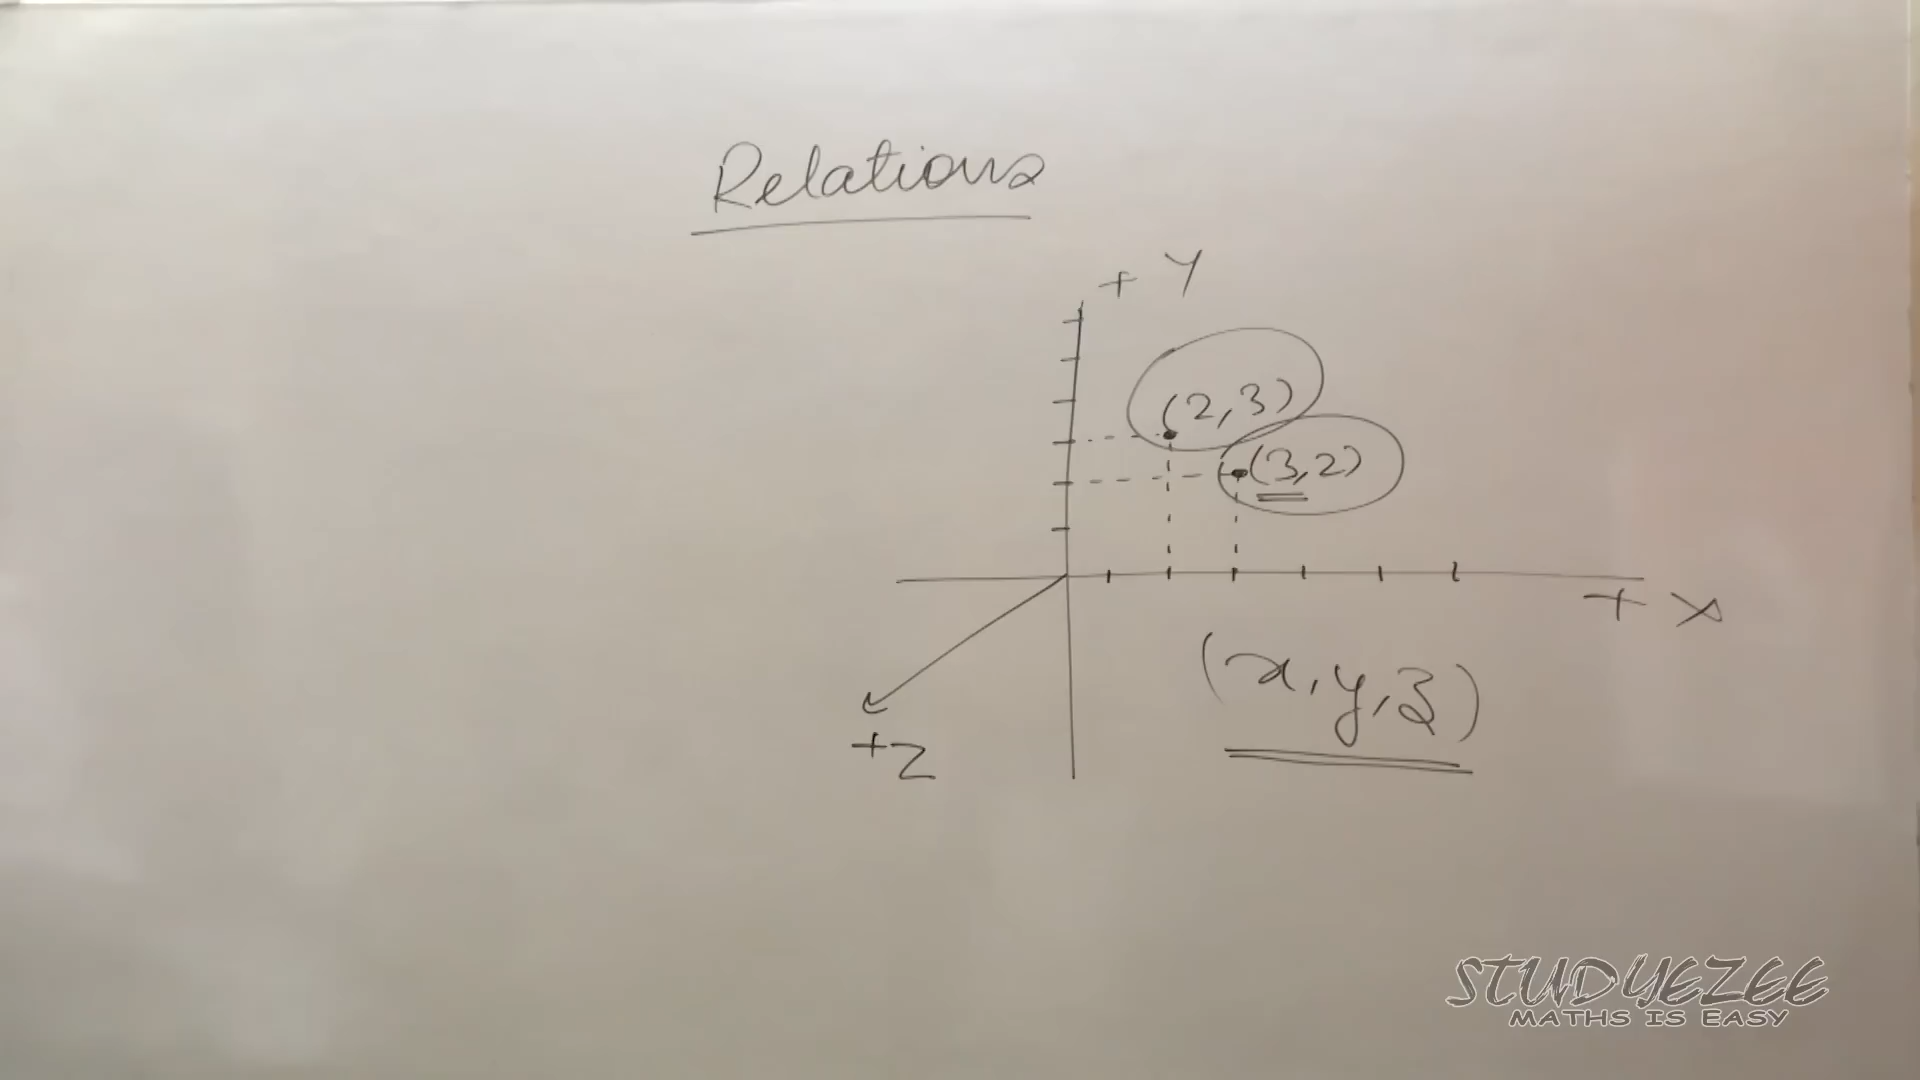 Relations
+ Y
(2,3)
(3,2)
+ X
(x, y, z)
+Z
STUDYEZEE
MATHS IS EASY